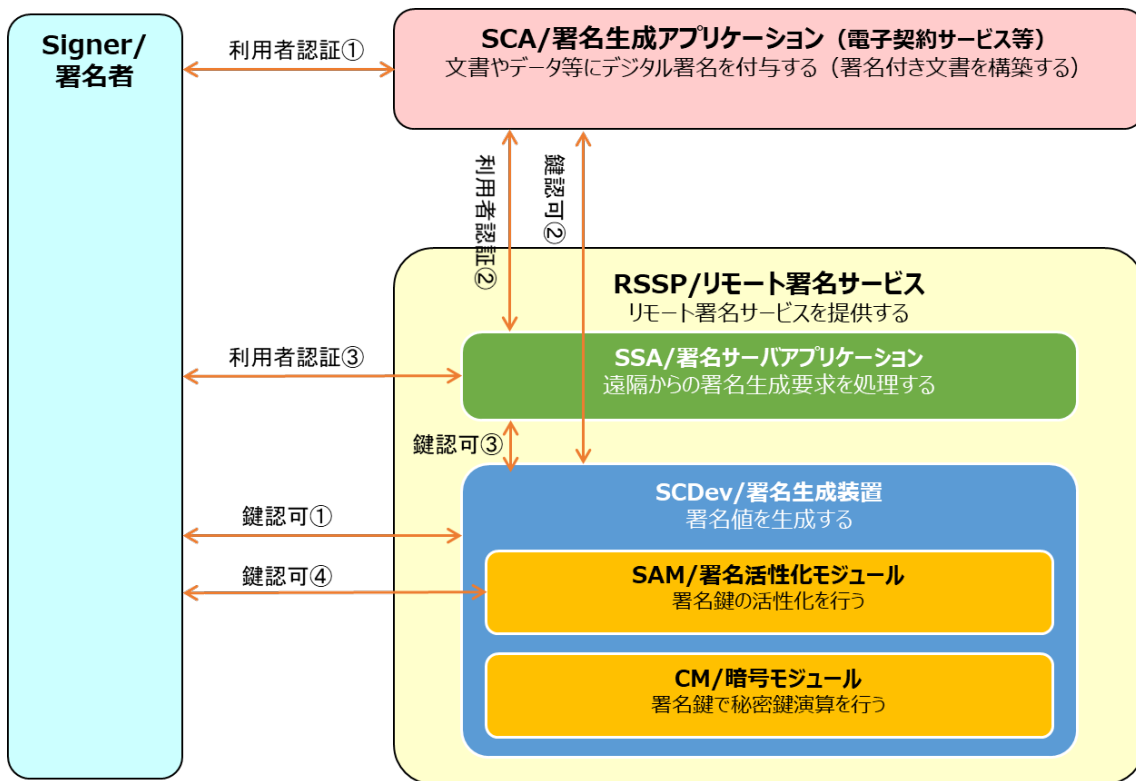 Signer/
署名者
利用者認証①
SCA/署名生成アプリケーション（電子契約サービス等）
文書やデータ等にデジタル署名を付与する（署名付き文書を構築する）
利用者認証②
鍵認可②
RSSP/リモート署名サービス
リモート署名サービスを提供する
利用者認証③
SSA/署名サーバアプリケーション
遠隔からの署名生成要求を処理する
鍵認可③
SCDev/署名生成装置
署名値を生成する
鍵認可①
鍵認可④
SAM/署名活性化モジュール
署名鍵の活性化を行う
CM/暗号モジュール
署名鍵で秘密鍵演算を行う